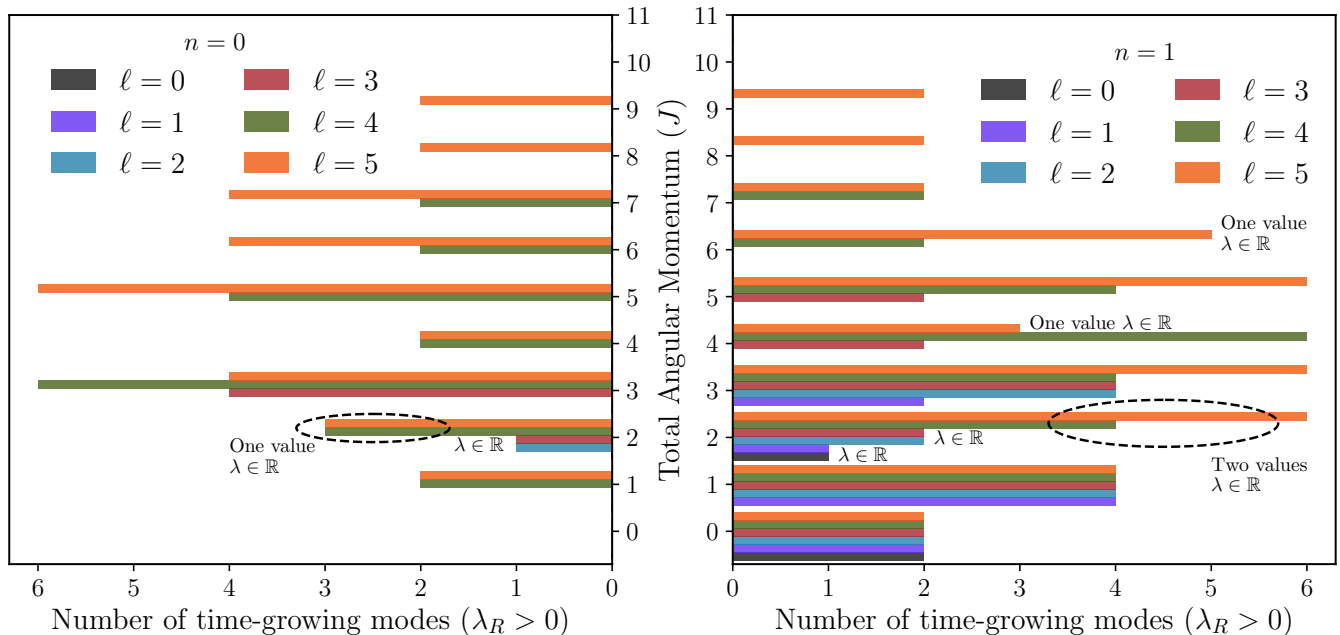 n = 0
ℓ = 0
ℓ = 1
ℓ = 2
ℓ = 3
ℓ = 4
ℓ = 5
One value
λ ∈ ℝ
λ ∈ ℝ
6 5 4 3 2 1 0
Number of time-growing modes (λ_R > 0)
11
10
9
8
7
6
5
4
3
2
1
0
Total Angular Momentum (J)
11
10
9
8
7
6
5
4
3
2
1
0
n = 1
ℓ = 0
ℓ = 1
ℓ = 2
ℓ = 3
ℓ = 4
ℓ = 5
One value
λ ∈ ℝ
One value λ ∈ ℝ
λ ∈ ℝ
λ ∈ ℝ
Two values
λ ∈ ℝ
0 1 2 3 4 5 6
Number of time-growing modes (λ_R > 0)